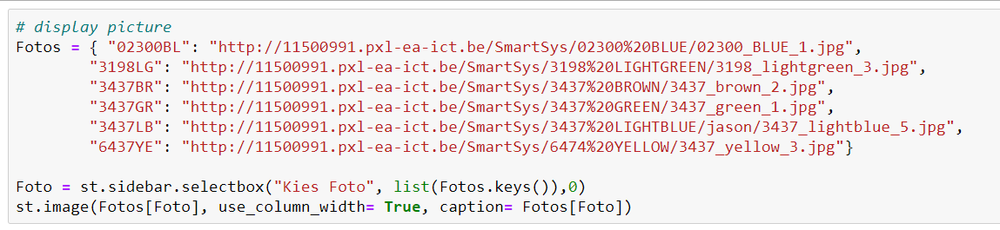 # display picture
Fotos = { "02300BL": "http://11500991.pxl-ea-ict.be/SmartSys/02300%20BLUE/02300_BLUE_1.jpg",
"3198LG": "http://11500991.pxl-ea-ict.be/SmartSys/3198%20LIGHTGREEN/3198_lightgreen_3.jpg",
"3437BR": "http://11500991.pxl-ea-ict.be/SmartSys/3437%20BROWN/3437_brown_2.jpg",
"3437GR": "http://11500991.pxl-ea-ict.be/SmartSys/3437%20GREEN/3437_green_1.jpg",
"3437LB": "http://11500991.pxl-ea-ict.be/SmartSys/3437%20LIGHTBLUE/jason/3437_lightblue_5.jpg",
"6437YE": "http://11500991.pxl-ea-ict.be/SmartSys/6474%20YELLOW/3437_yellow_3.jpg"}
Foto = st.sidebar.selectbox("Kies Foto", list(Fotos.keys()),0)
st.image(Fotos[Foto], use_column_width= True, caption= Fotos[Foto])